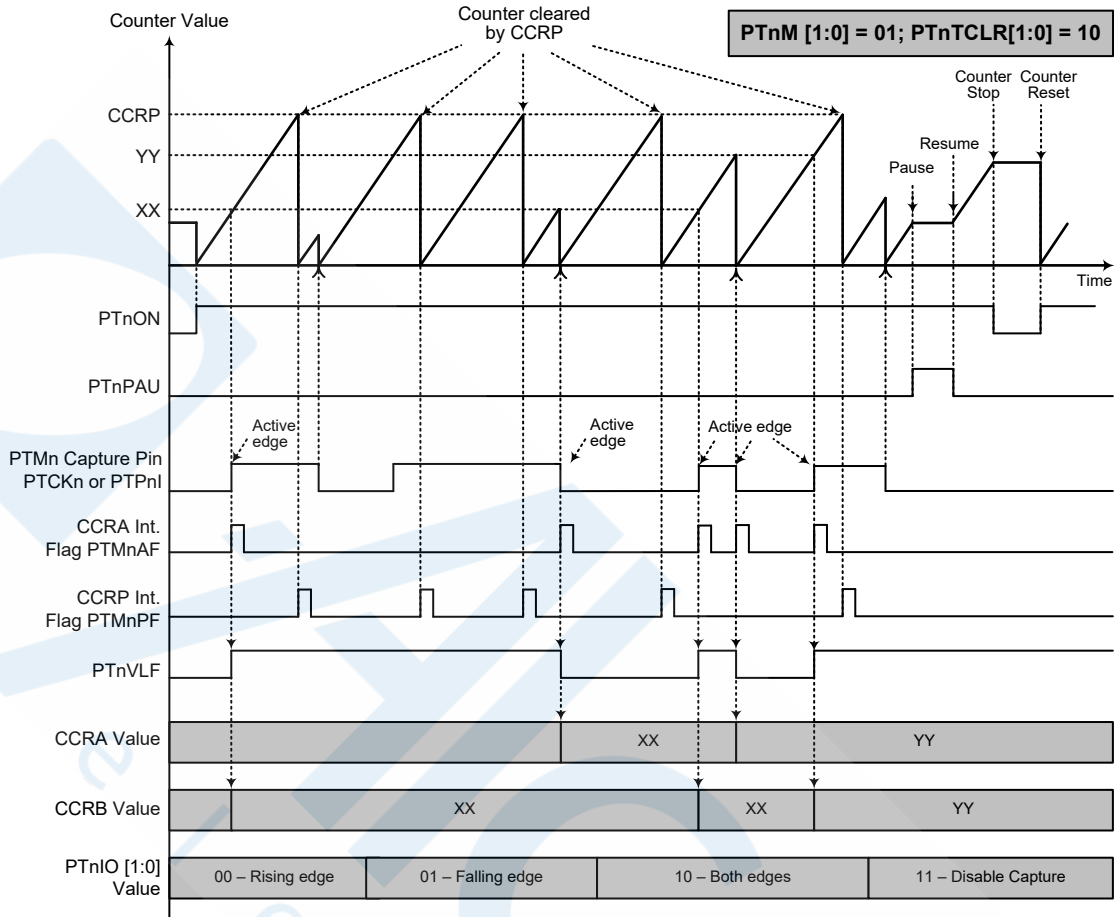 Counter Value
Counter cleared
by CCRP
PTnM [1:0] = 01; PTnTCLR[1:0] = 10
Counter
Stop
Counter
Reset
CCRP
YY
Resume
Pause
XX
Time
PTnON
PTnPAU
Active
edge
Active
edge
Active edge
PTMn Capture Pin
PTCKn or PTPnI
CCRA Int.
Flag PTMnAF
CCRP Int.
Flag PTMnPF
PTnVLF
CCRA Value
XX
YY
CCRB Value
XX
XX
YY
PTnIO [1:0]
Value
00 – Rising edge
01 – Falling edge
10 – Both edges
11 – Disable Capture